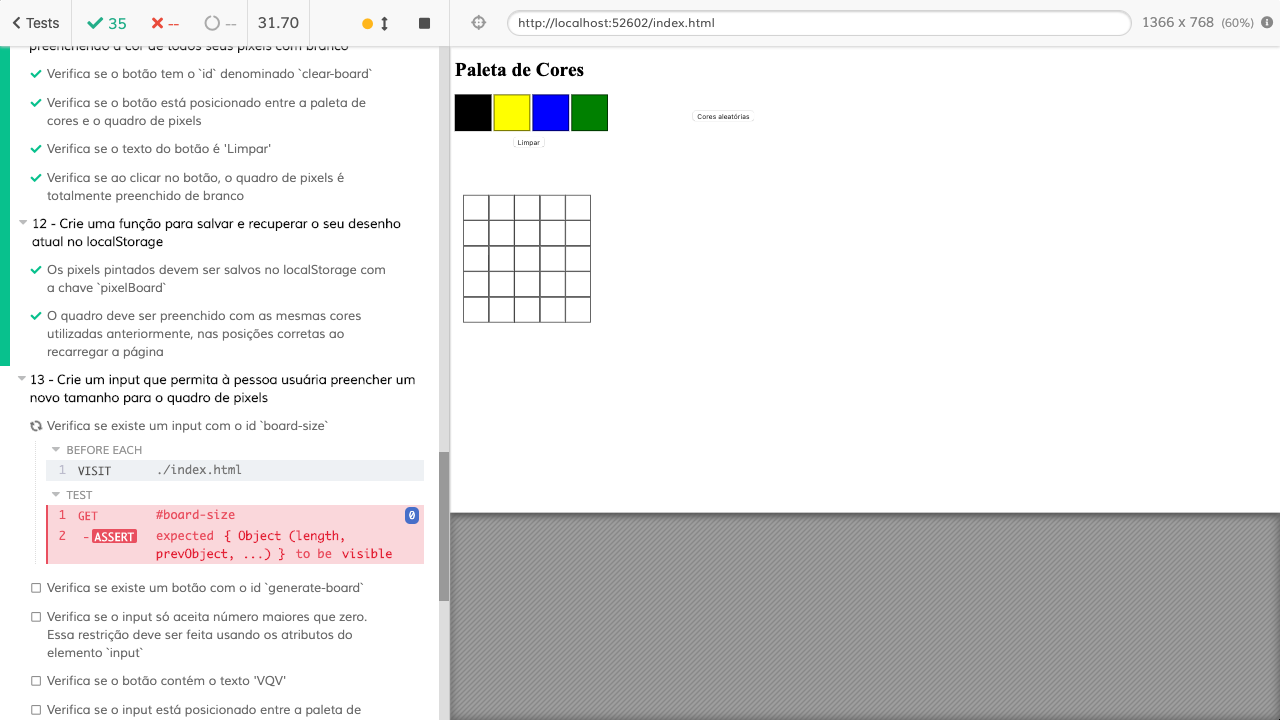 Tests
35
--
--
31.70
http://localhost:52602/index.html
1366 x 768 (60%)
preenchendo a cor de todos seus pixels com branco
Verifica se o botão tem o `id` denominado `clear-board`
Verifica se o botão está posicionado entre a paleta de
cores e o quadro de pixels
Verifica se o texto do botão é 'Limpar'
Verifica se ao clicar no botão, o quadro de pixels é
totalmente preenchido de branco
12 - Crie uma função para salvar e recuperar o seu desenho
atual no localStorage
Os pixels pintados devem ser salvos no localStorage com
a chave `pixelBoard`
O quadro deve ser preenchido com as mesmas cores
utilizadas anteriormente, nas posições corretas ao
recarregar a página
13 - Crie um input que permita à pessoa usuária preencher um
novo tamanho para o quadro de pixels
Verifica se existe um input com o id `board-size`
BEFORE EACH
1 VISIT ./index.html
TEST
1 GET #board-size 0
2 -ASSERT expected { Object (length,
prevObject, ...) } to be visible
Verifica se existe um botão com o id `generate-board`
Verifica se o input só aceita número maiores que zero.
Essa restrição deve ser feita usando os atributos do
elemento `input`
Verifica se o botão contém o texto 'VQV'
Verifica se o input está posicionado entre a paleta de
Paleta de Cores
Cores aleatórias
Limpar